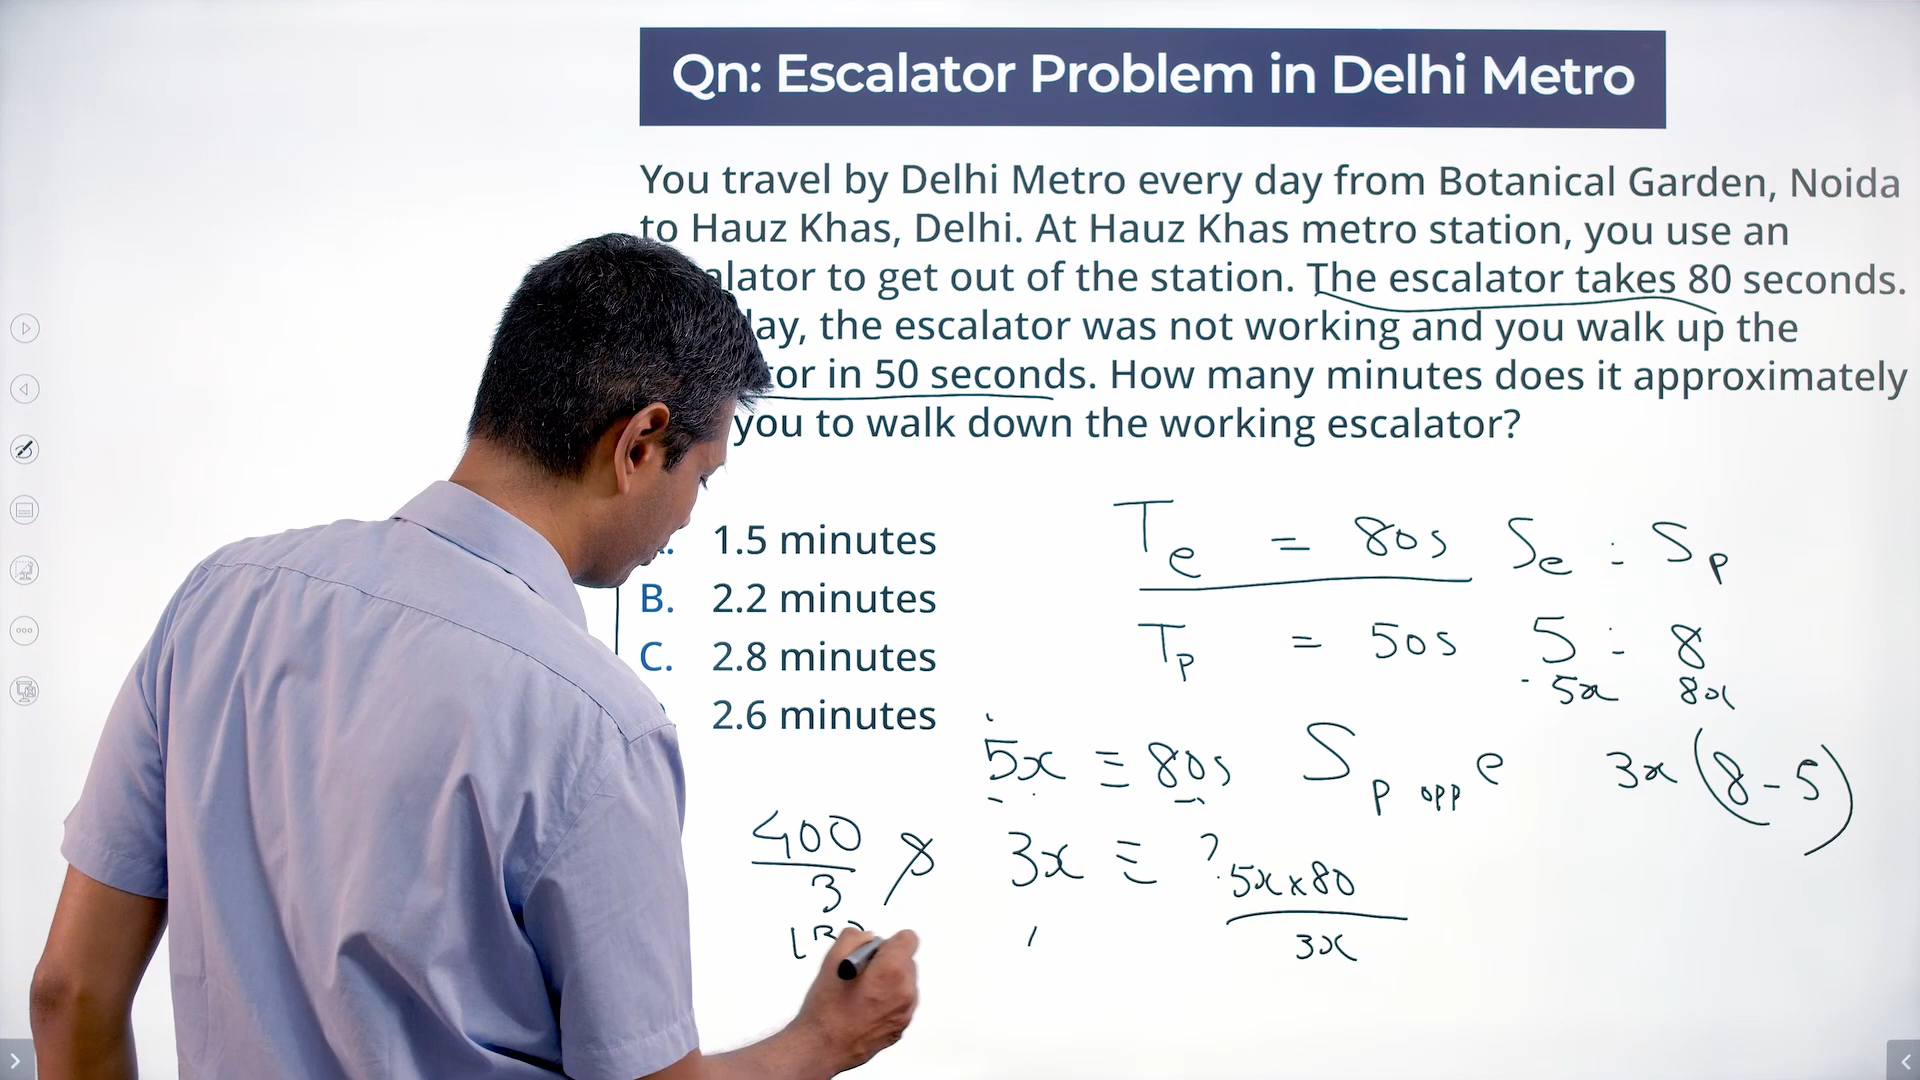 Qn: Escalator Problem in Delhi Metro
You travel by Delhi Metro every day from Botanical Garden, Noida
to Hauz Khas, Delhi. At Hauz Khas metro station, you use an
alator to get out of the station. The escalator takes 80 seconds.
ay, the escalator was not working and you walk up the
tor in 50 seconds. How many minutes does it approximately
you to walk down the working escalator?
1.5 minutes
B. 2.2 minutes
C. 2.8 minutes
2.6 minutes
Te = 80s Se : Sp
Tp = 50s 5 : 8
5x 8x
5x ≡ 80s S p opp e 3x (8-5)
400/3 s 3x ≡ ? 5x x 80 / 3x
13